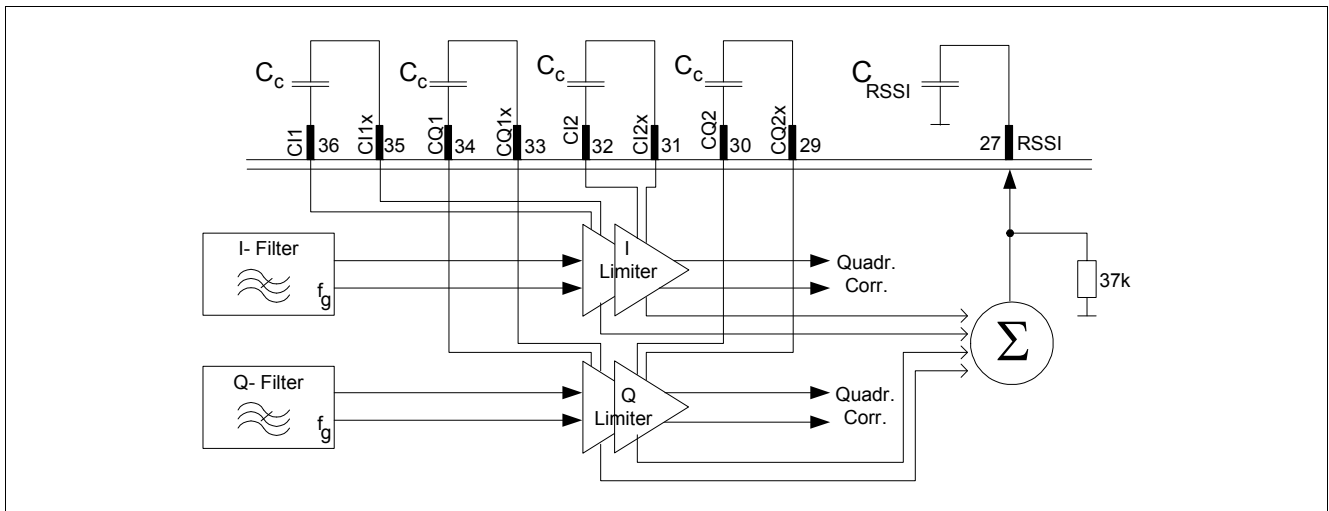 Cc Cc Cc Cc CRSSI
CI1 36 CI1x 35 CQ1 34 CQ1x 33 CI2 32 CI2x 31 CQ2 30 CQ2x 29 27 RSSI
I- Filter
fg
I
Limiter
Quadr.
Corr.
37k
Σ
Q- Filter
fg
Q
Limiter
Quadr.
Corr.